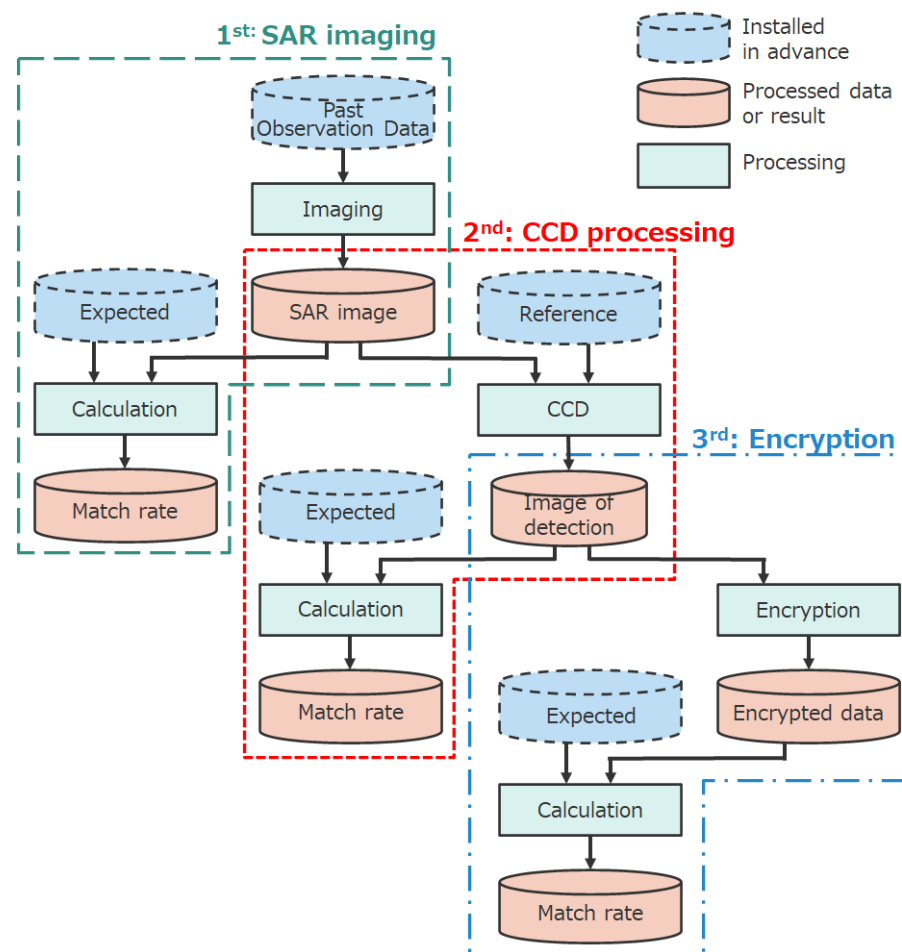 1st: SAR imaging
Installed
in advance
Processed data
or result
Processing
Past
Observation Data
Imaging
2nd: CCD processing
Expected
SAR image
Reference
Calculation
CCD
3rd: Encryption
Match rate
Expected
Image of
detection
Calculation
Encryption
Match rate
Expected
Encrypted data
Calculation
Match rate